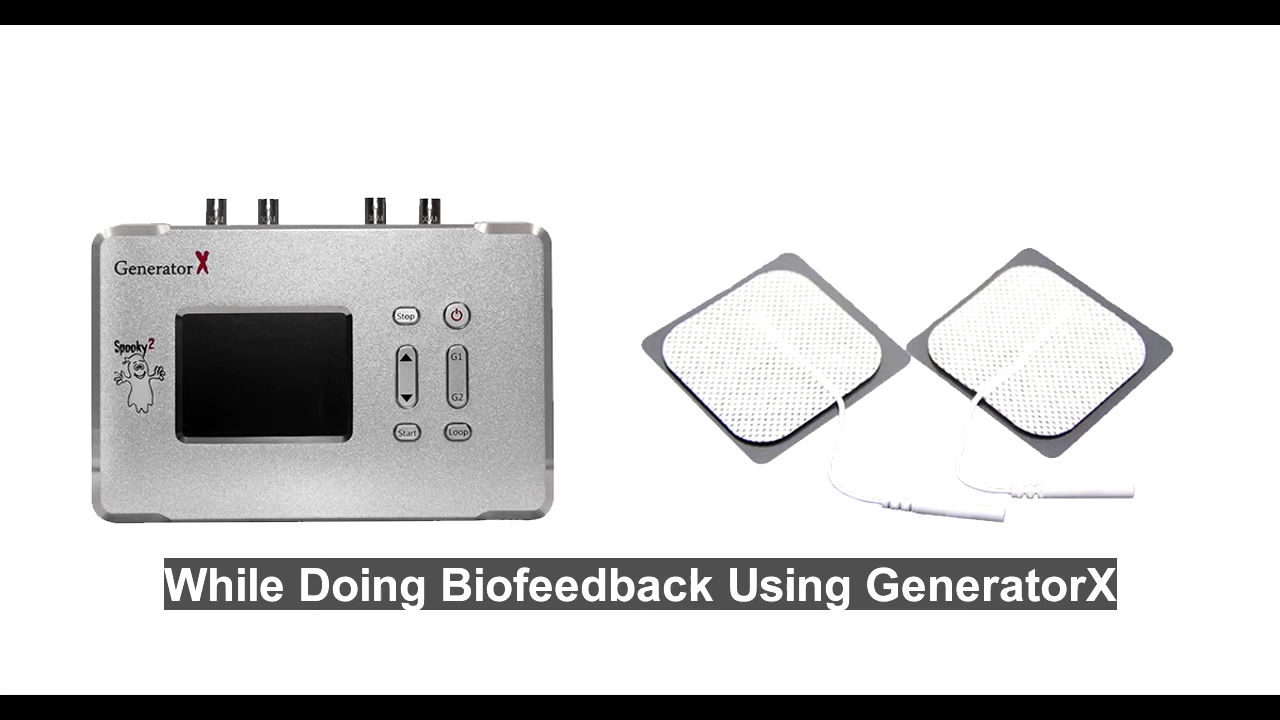 Generator X
Spooky2
Stop
G1
G2
Start
Loop
While Doing Biofeedback Using GeneratorX